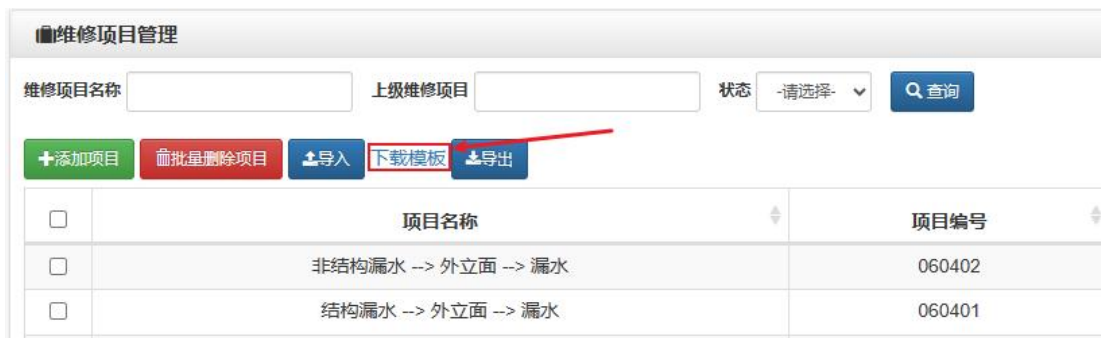 维修项目管理
维修项目名称 上级维修项目 状态 -请选择- 查询
添加项目 批量删除项目 导入 下载模板 导出
项目名称 项目编号
非结构漏水 --> 外立面 --> 漏水 060402
结构漏水 --> 外立面 --> 漏水 060401